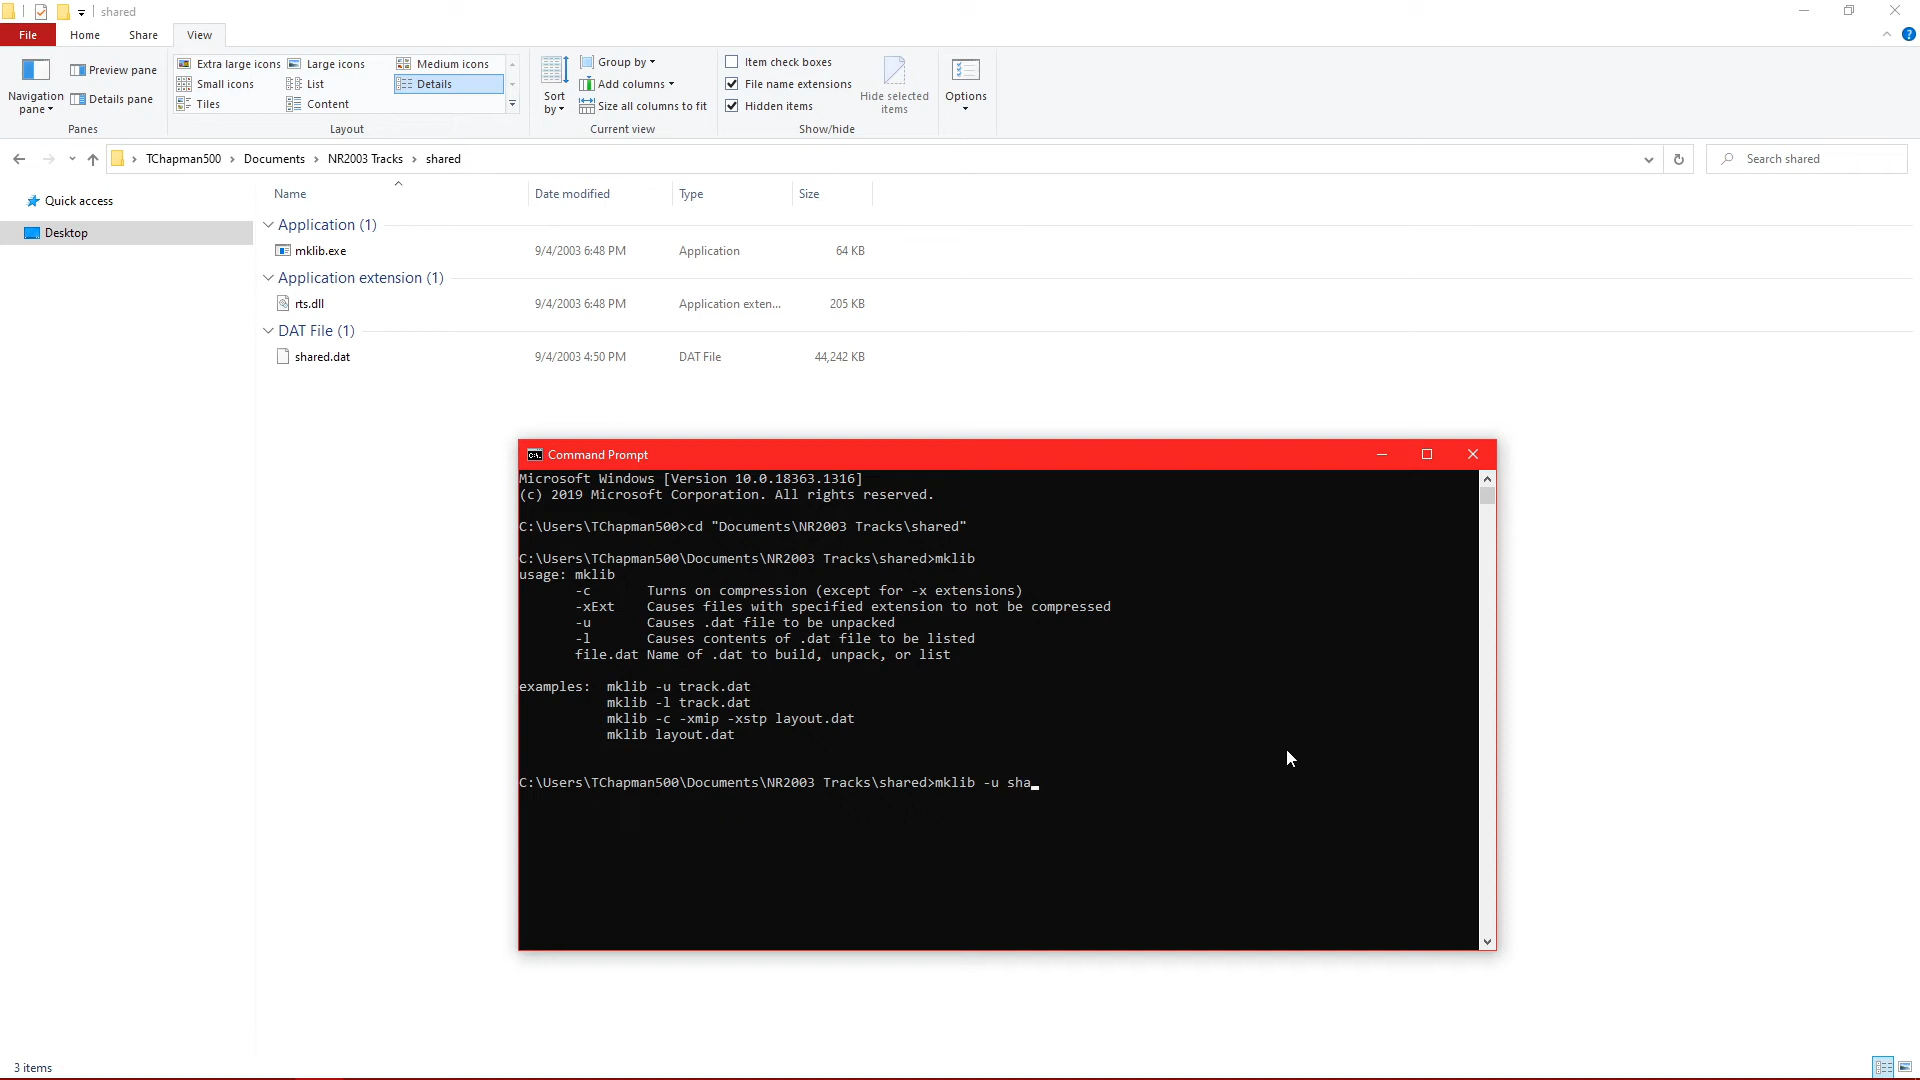 shared
File Home Share View
Navigation pane
Preview pane
Details pane
Panes
Extra large icons Large icons Medium icons
Small icons List Details
Tiles Content
Layout
Sort by
Group by
Add columns
Size all columns to fit
Current view
Item check boxes
File name extensions
Hidden items
Hide selected items
Show/hide
Options
TChapman500 › Documents › NR2003 Tracks › shared
Search shared
Quick access
Desktop
Name Date modified Type Size
Application (1)
mklib.exe 9/4/2003 6:48 PM Application 64 KB
Application extension (1)
rts.dll 9/4/2003 6:48 PM Application exten... 205 KB
DAT File (1)
shared.dat 9/4/2003 4:50 PM DAT File 44,242 KB
Command Prompt
Microsoft Windows [Version 10.0.18363.1316]
(c) 2019 Microsoft Corporation. All rights reserved.
C:\Users\TChapman500>cd "Documents\NR2003 Tracks\shared"
C:\Users\TChapman500\Documents\NR2003 Tracks\shared>mklib
usage: mklib
-c Turns on compression (except for -x extensions)
-xExt Causes files with specified extension to not be compressed
-u Causes .dat file to be unpacked
-l Causes contents of .dat file to be listed
file.dat Name of .dat to build, unpack, or list
examples: mklib -u track.dat
mklib -l track.dat
mklib -c -xmip -xstp layout.dat
mklib layout.dat
C:\Users\TChapman500\Documents\NR2003 Tracks\shared>mklib -u sha_
3 items